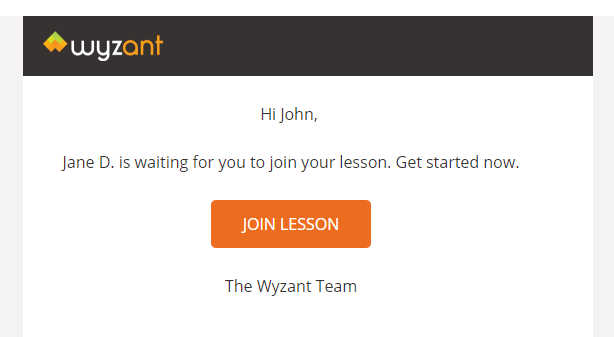 wyzant
Hi John,
Jane D. is waiting for you to join your lesson. Get started now.
JOIN LESSON
The Wyzant Team